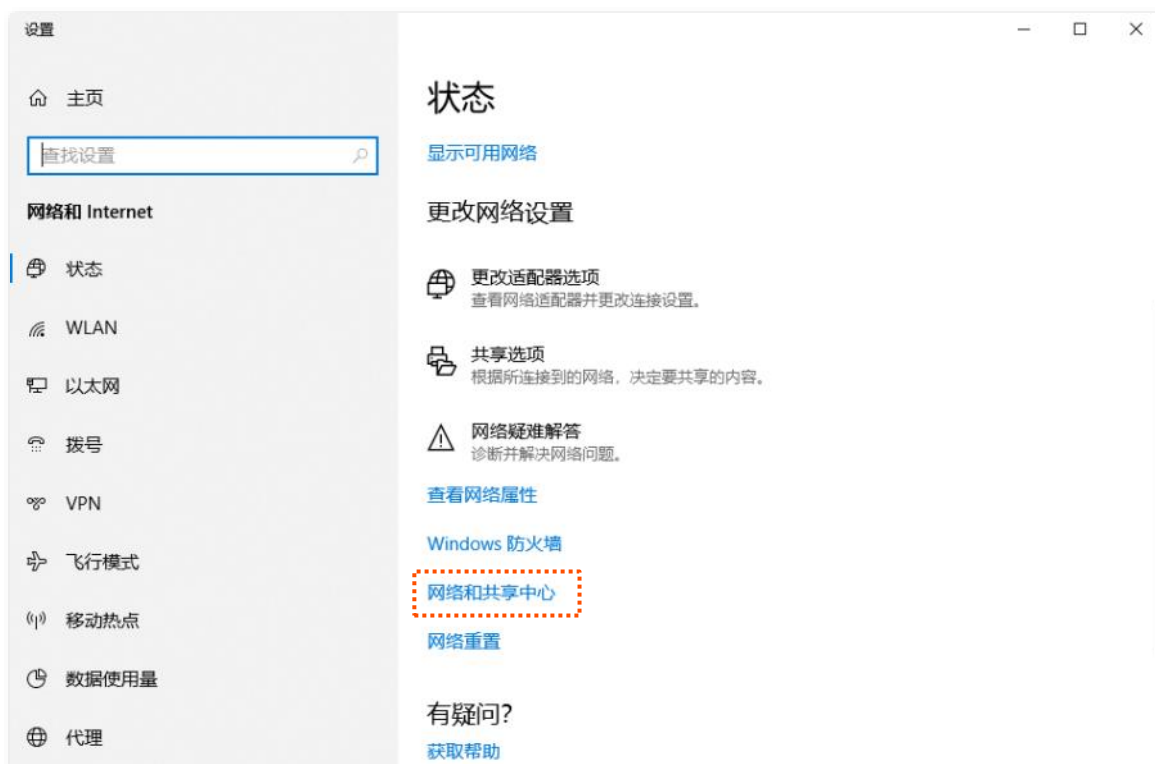 设置
主页
查找设置
网络和 Internet
状态
WLAN
以太网
拨号
VPN
飞行模式
移动热点
数据使用量
代理
状态
显示可用网络
更改网络设置
更改适配器选项
查看网络适配器并更改连接设置。
共享选项
根据所连接到的网络，决定要共享的内容。
网络疑难解答
诊断并解决网络问题。
查看网络属性
Windows 防火墙
网络和共享中心
网络重置
有疑问?
获取帮助